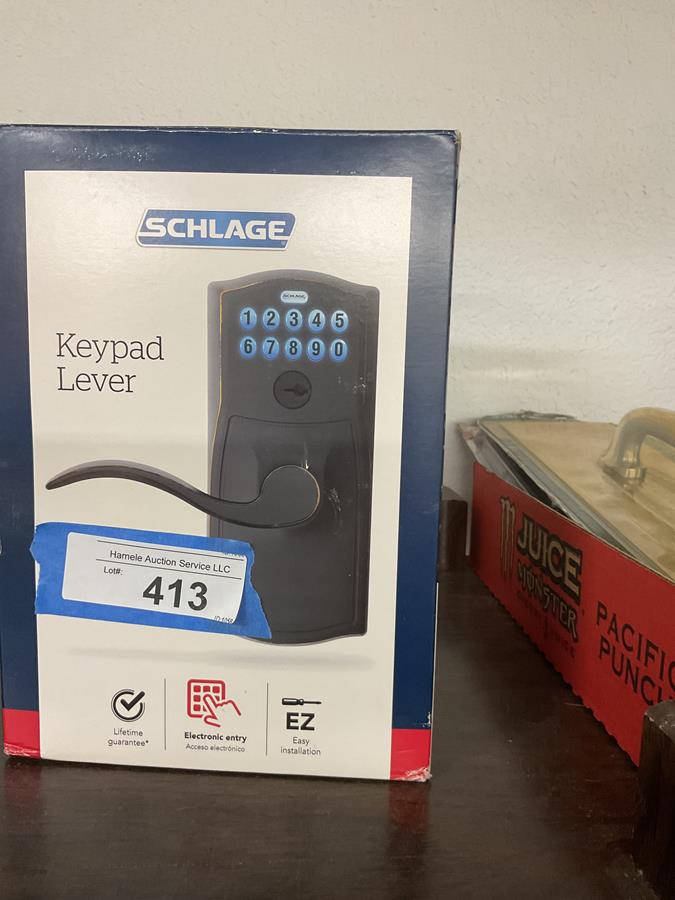 SCHLAGE
Keypad
Lever
SCHLAGE
1 2 3 4 5
6 7 8 9 0
Hamele Auction Service LLC
Lot#:
413
Lifetime
guarantee*
Electronic entry
Acceso electrónico
EZ
Easy
installation
JUICE
MONSTER
PACIFIC
PUNCH